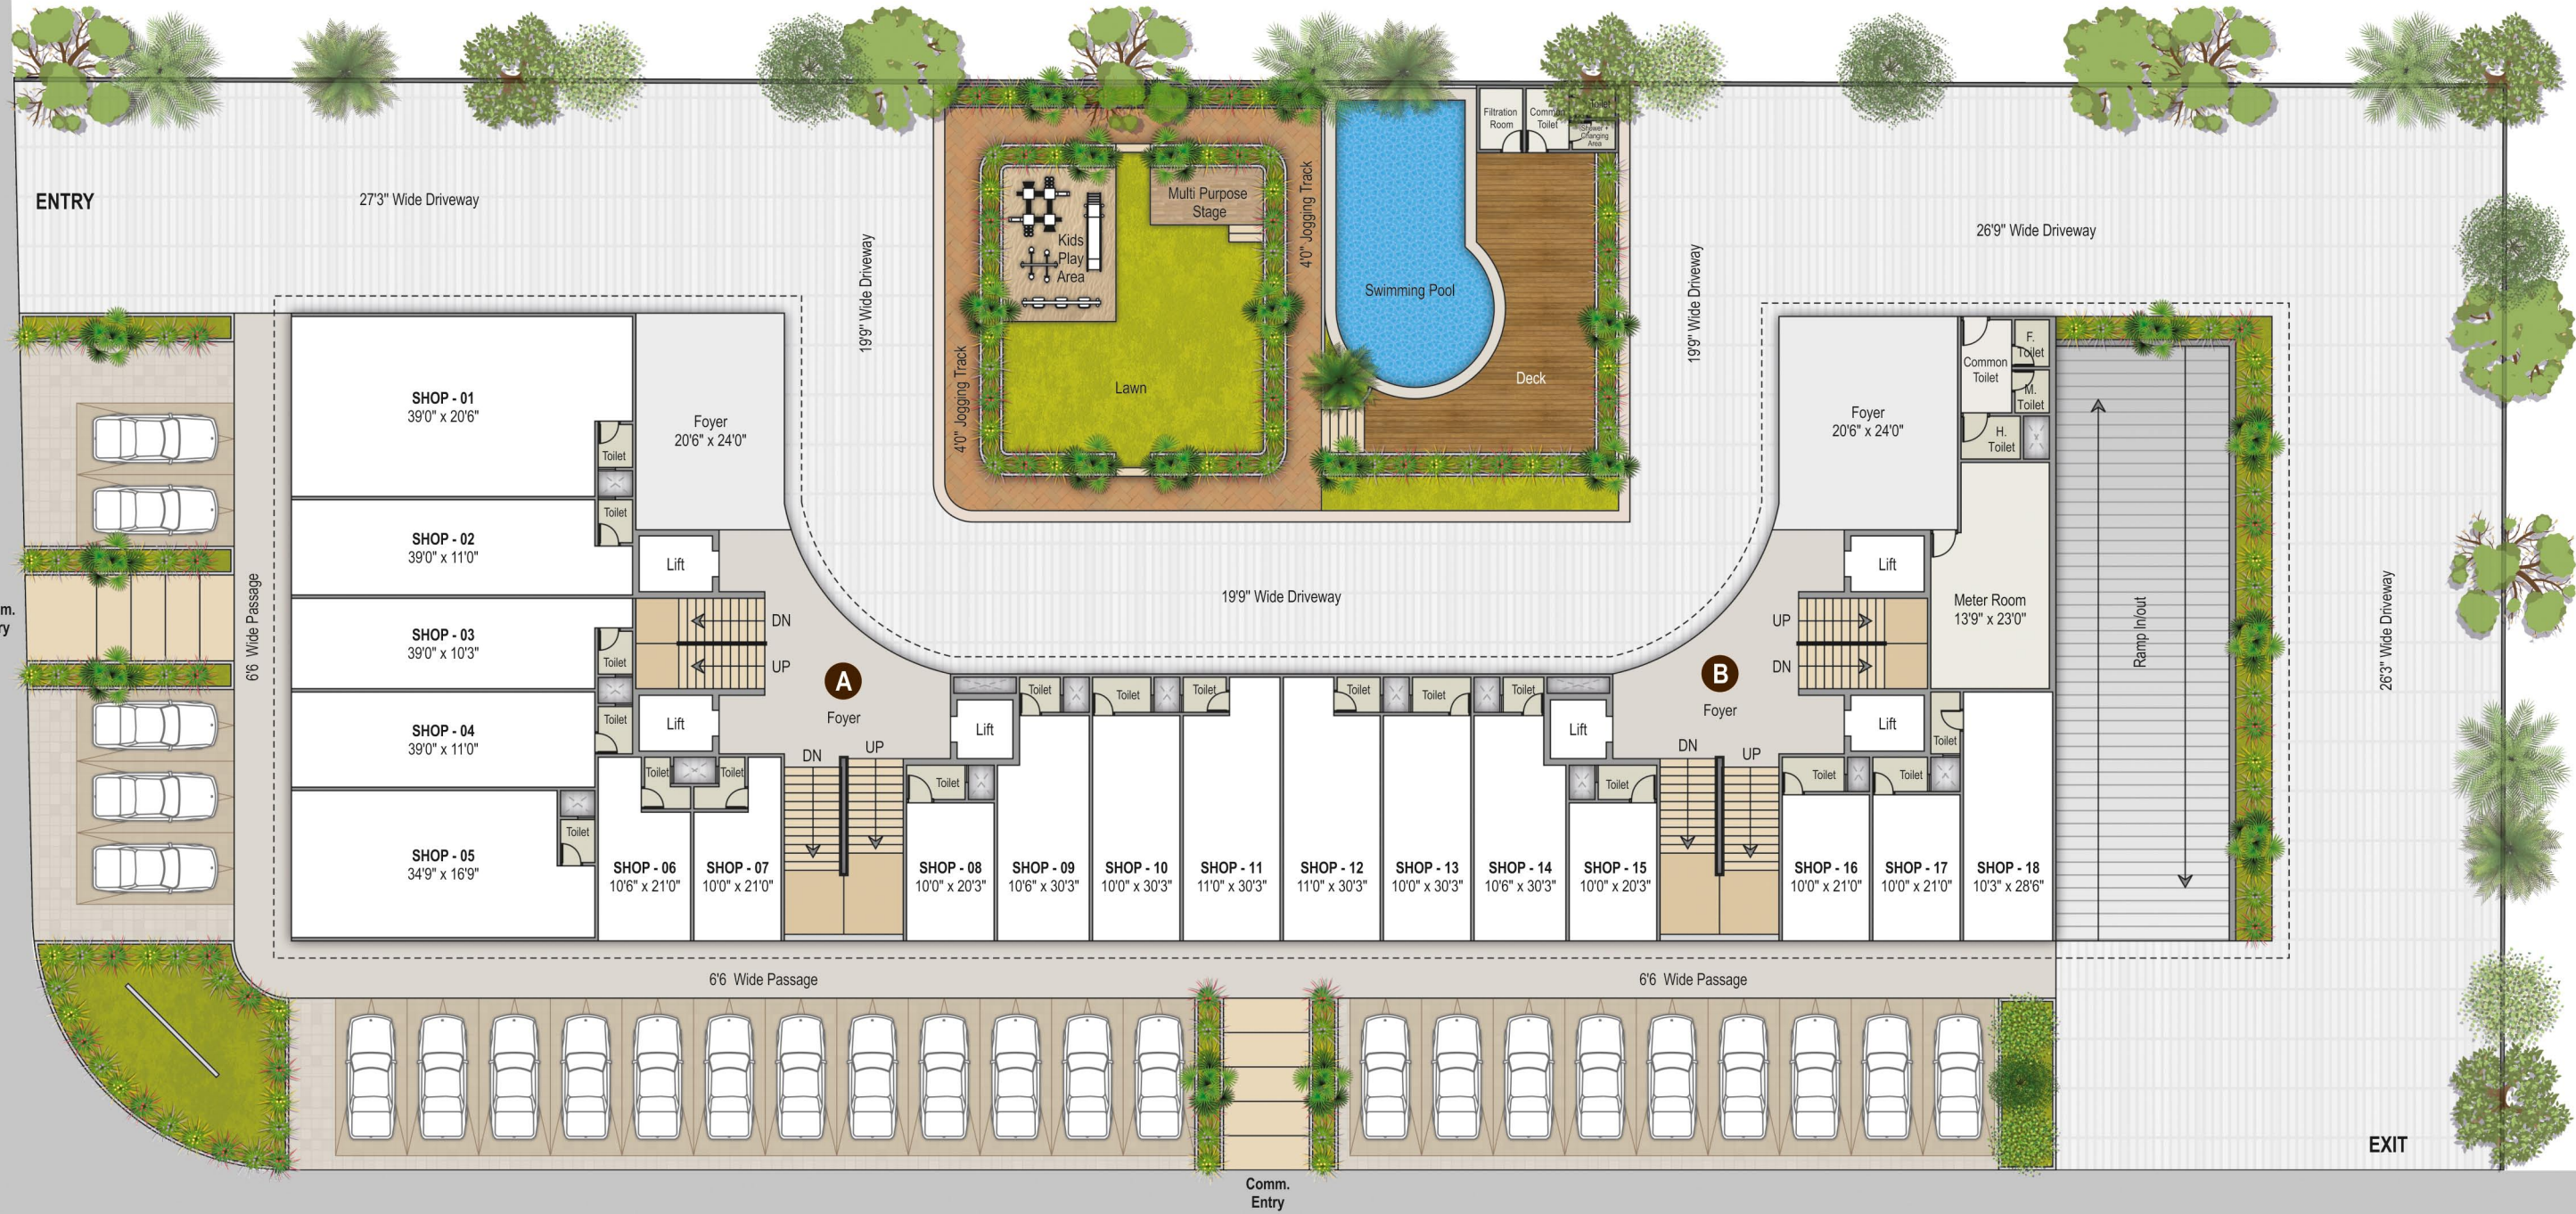 ENTRY
27'3" Wide Driveway
19'9" Wide Driveway
4'0" Jogging Track
Kids
Play
Area
Multi Purpose
Stage
Lawn
4'0" Jogging Track
Swimming Pool
Filtration
Room
Common
Toilet
Toilet
Shower +
Changing
Area
Deck
19'9" Wide Driveway
26'9" Wide Driveway
26'3" Wide Driveway
19'9" Wide Driveway
6'6 Wide Passage
SHOP - 01
39'0" x 20'6"
Toilet
SHOP - 02
39'0" x 11'0"
Toilet
SHOP - 03
39'0" x 10'3"
Toilet
SHOP - 04
39'0" x 11'0"
Toilet
SHOP - 05
34'9" x 16'9"
Toilet
Foyer
20'6" x 24'0"
Lift
DN
UP
Lift
A
Foyer
Lift
DN
UP
Toilet
SHOP - 06
10'6" x 21'0"
Toilet
SHOP - 07
10'0" x 21'0"
Toilet
SHOP - 08
10'0" x 20'3"
Toilet
SHOP - 09
10'6" x 30'3"
Toilet
SHOP - 10
10'0" x 30'3"
Toilet
SHOP - 11
11'0" x 30'3"
Toilet
SHOP - 12
11'0" x 30'3"
Toilet
SHOP - 13
10'0" x 30'3"
Toilet
SHOP - 14
10'6" x 30'3"
Toilet
SHOP - 15
10'0" x 20'3"
Lift
B
Foyer
DN
UP
UP
DN
Lift
Lift
Foyer
20'6" x 24'0"
Common
Toilet
F.
Toilet
M.
Toilet
H.
Toilet
Meter Room
13'9" x 23'0"
Toilet
SHOP - 16
10'0" x 21'0"
Toilet
SHOP - 17
10'0" x 21'0"
Toilet
SHOP - 18
10'3" x 28'6"
Ramp In/out
6'6 Wide Passage
6'6 Wide Passage
Comm.
Entry
EXIT